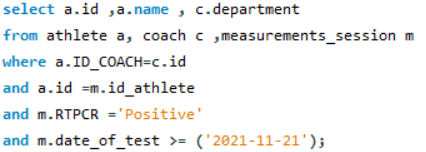 select a.id ,a.name , c.department
from athlete a, coach c ,measurements_session m
where a.ID_COACH=c.id
and a.id =m.id_athlete
and m.RTPCR ='Positive'
and m.date_of_test >= ('2021-11-21');